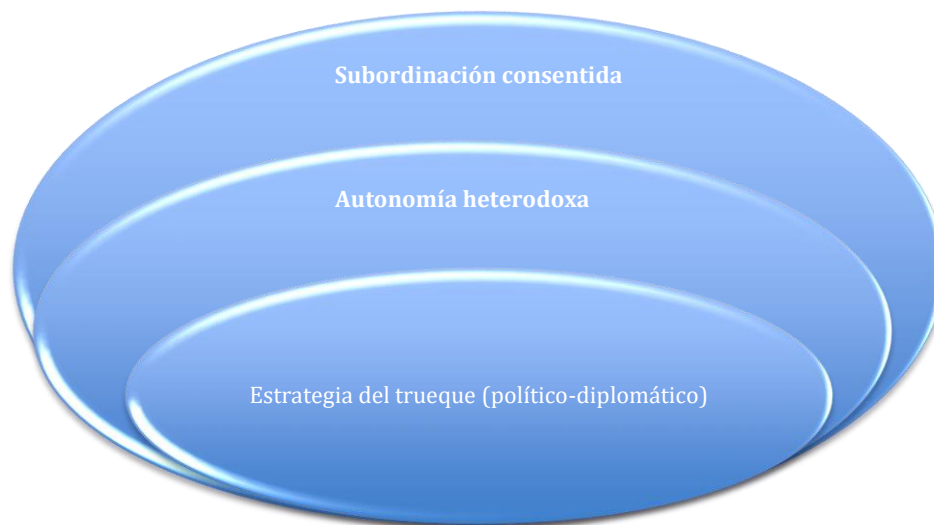 Subordinación consentida
Autonomía heterodoxa
Estrategia del trueque (político-diplomático)